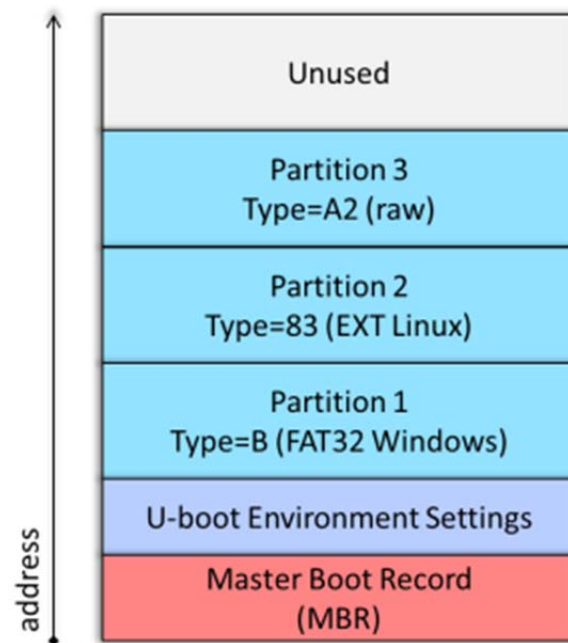 Unused
Partition 3
Type=A2 (raw)
Partition 2
Type=83 (EXT Linux)
Partition 1
Type=B (FAT32 Windows)
U-boot Environment Settings
Master Boot Record
(MBR)
address